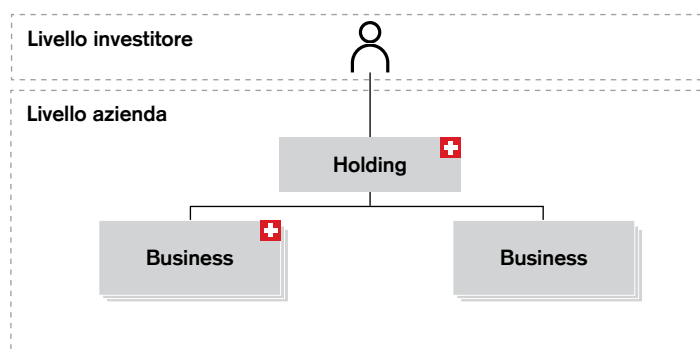 Livello investitore
Livello azienda
Holding
Business
Business